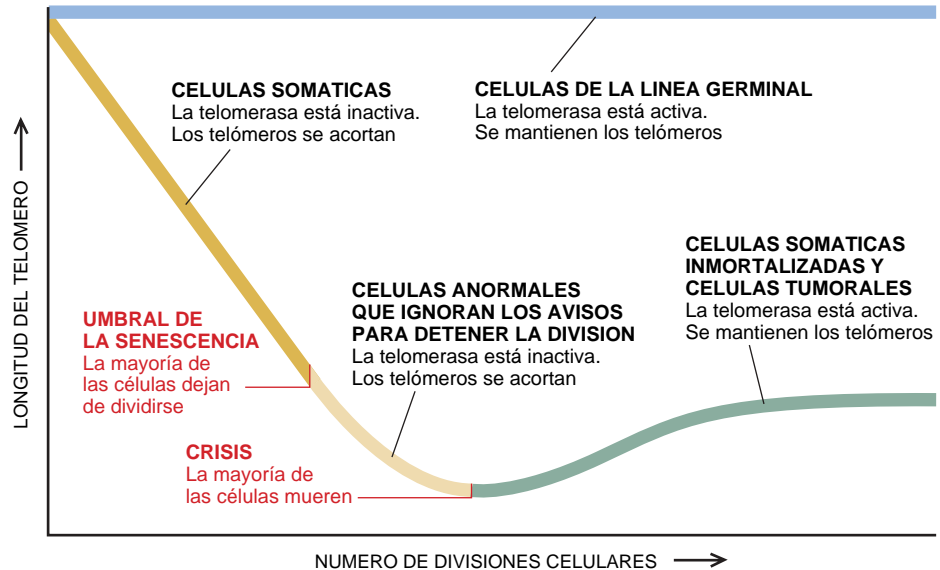 CELULAS SOMATICAS
La telomerasa está inactiva.
Los telómeros se acortan
CELULAS DE LA LINEA GERMINAL
La telomerasa está activa.
Se mantienen los telómeros
LONGITUD DEL TELOMERO
UMBRAL DE
LA SENESCENCIA
La mayoría de
las células dejan
de dividirse
CELULAS ANORMALES
QUE IGNORAN LOS AVISOS
PARA DETENER LA DIVISION
La telomerasa está inactiva.
Los telómeros se acortan
CELULAS SOMATICAS
INMORTALIZADAS Y
CELULAS TUMORALES
La telomerasa está activa.
Se mantienen los telómeros
CRISIS
La mayoría de
las células mueren
NUMERO DE DIVISIONES CELULARES